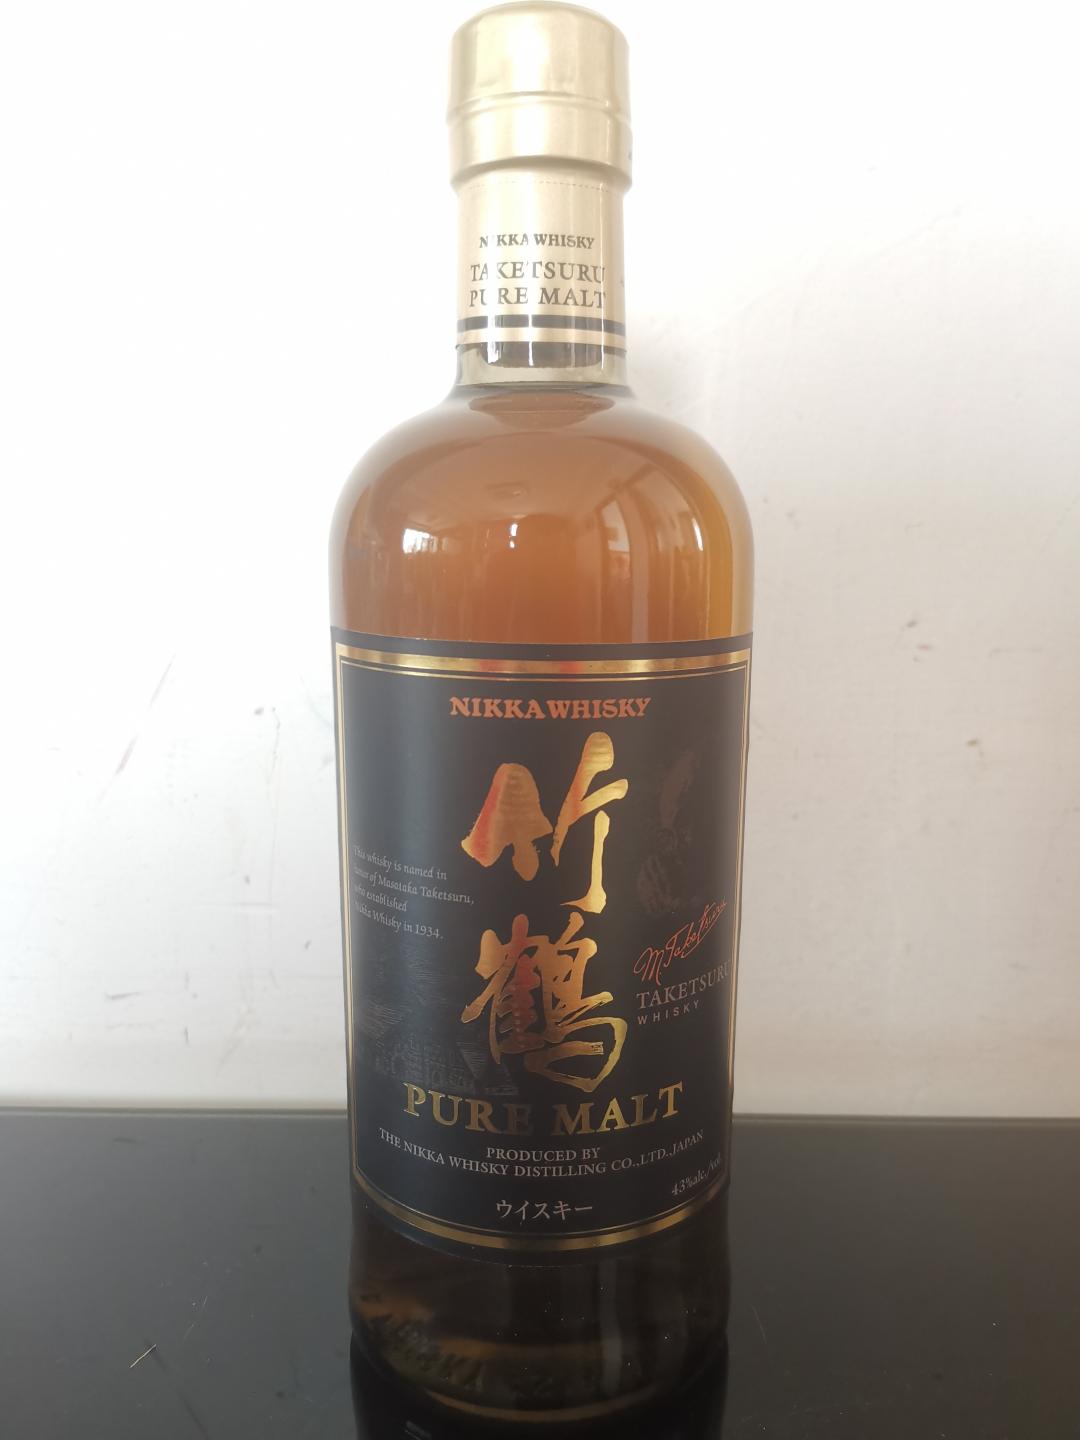 NIKKA WHISKY
TAKETSURU
PURE MALT
NIKKA WHISKY
竹鶴
This whisky is named in
honor of Masataka Taketsuru,
who established
Nikka Whisky in 1934.
M.Taketsuru
TAKETSURU
WHISKY
PURE MALT
PRODUCED BY
THE NIKKA WHISKY DISTILLING CO.,LTD.,JAPAN
43%alc./vol.
ウイスキー